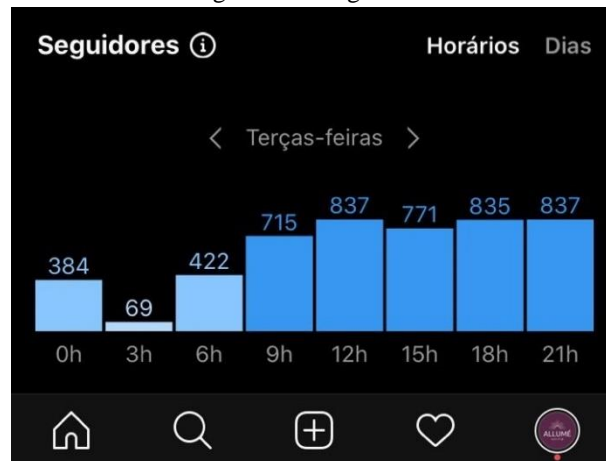 Seguidores
Horários Dias
< Terças-feiras >
384 69 422 715 837 771 835 837
0h 3h 6h 9h 12h 15h 18h 21h
ALLUMÉ